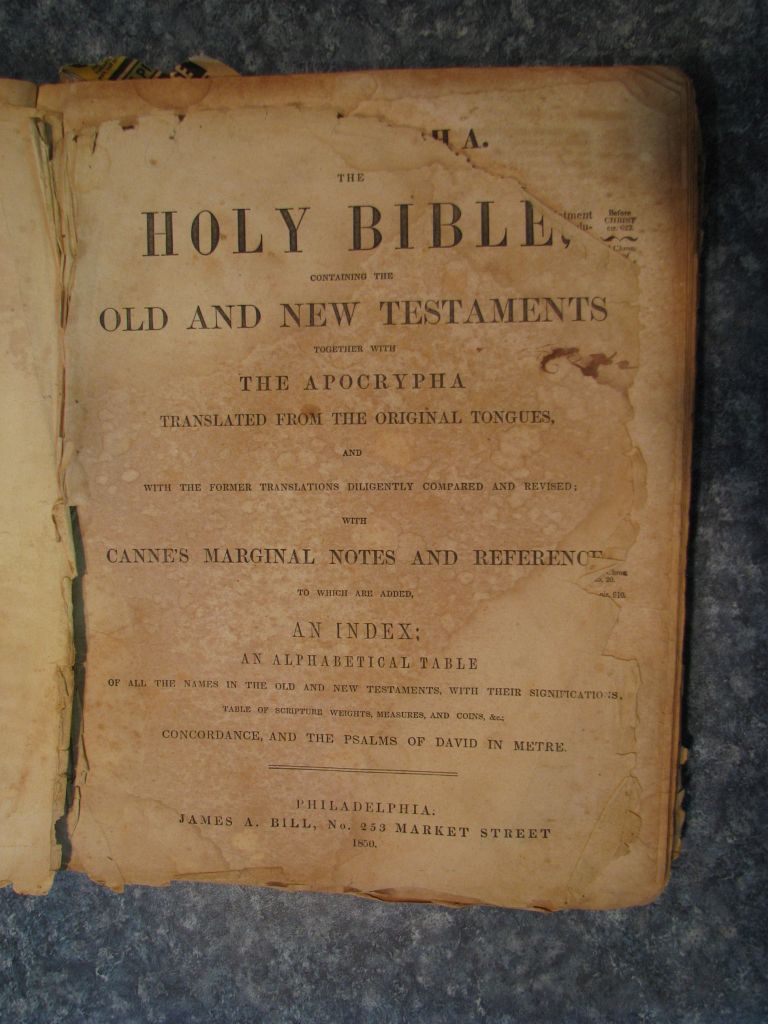 H A.
THE
HOLY BIBLE,
Before
CHRIST
CONTAINING THE
OLD AND NEW TESTAMENTS
TOGETHER WITH
THE APOCRYPHA
TRANSLATED FROM THE ORIGINAL TONGUES,
AND
WITH THE FORMER TRANSLATIONS DILIGENTLY COMPARED AND REVISED;
WITH
CANNE'S MARGINAL NOTES AND REFERENCE
TO WHICH ARE ADDED,
AN INDEX;
AN ALPHABETICAL TABLE
OF ALL THE NAMES IN THE OLD AND NEW TESTAMENTS, WITH THEIR SIGNIFICATIONS,
TABLE OF SCRIPTURE WEIGHTS, MEASURES, AND COINS, &c.;
CONCORDANCE, AND THE PSALMS OF DAVID IN METRE.
PHILADELPHIA.
JAMES A. BILL, No. 253 MARKET STREET
1850.